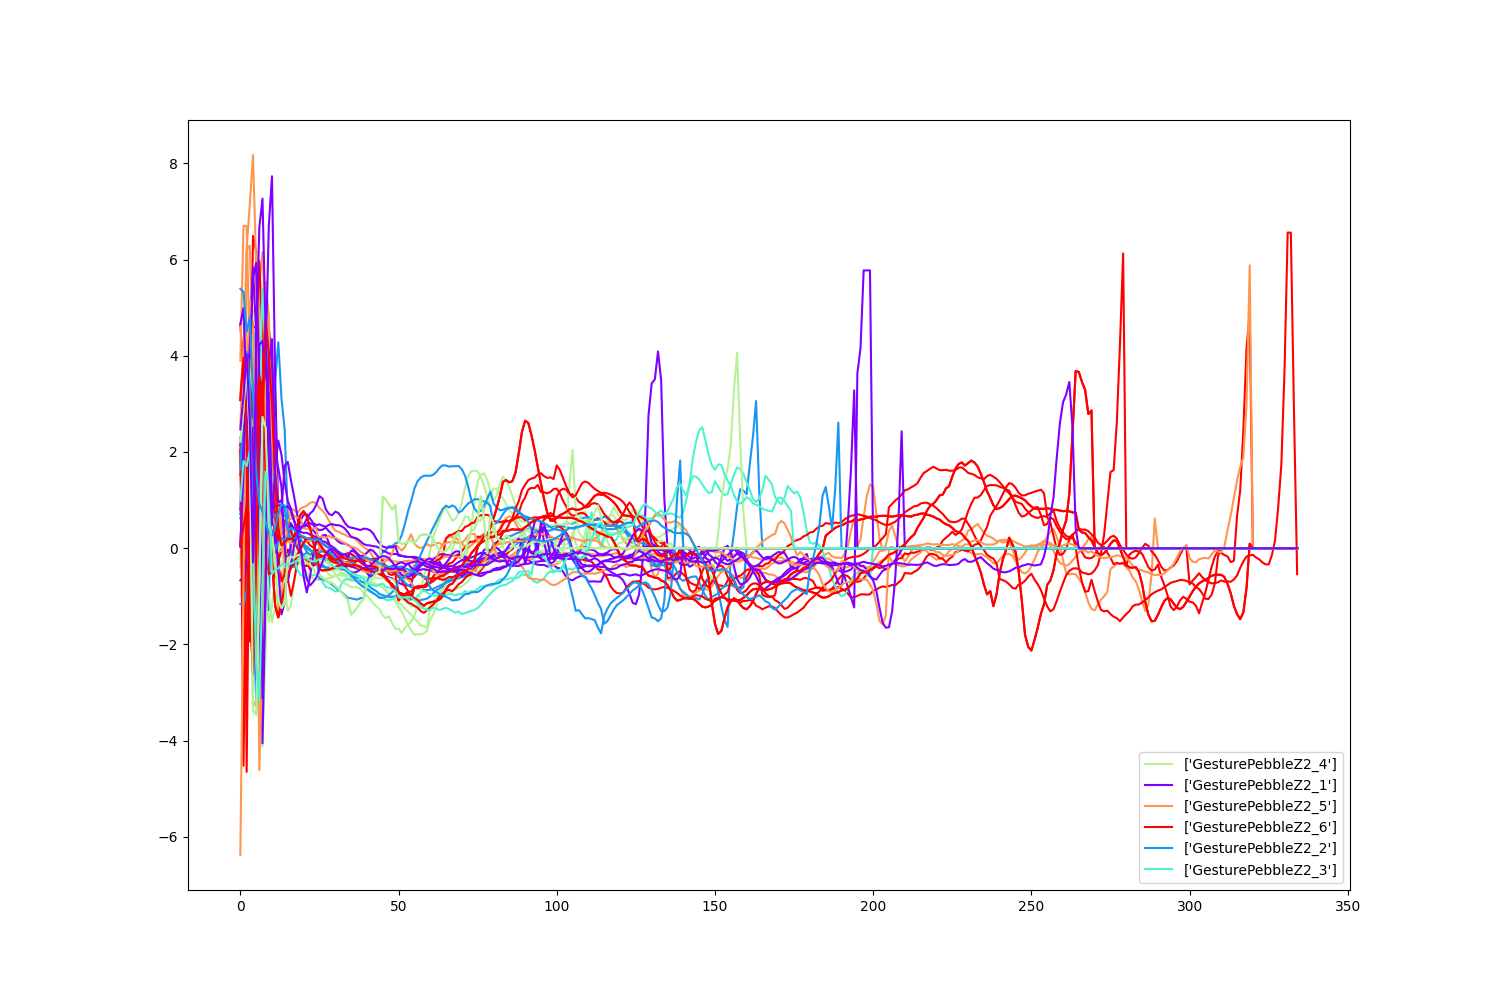 8
6
4
2
0
−2
−4
−6
0 50 100 150 200 250 300 350
['GesturePebbleZ2_4']
['GesturePebbleZ2_1']
['GesturePebbleZ2_5']
['GesturePebbleZ2_6']
['GesturePebbleZ2_2']
['GesturePebbleZ2_3']